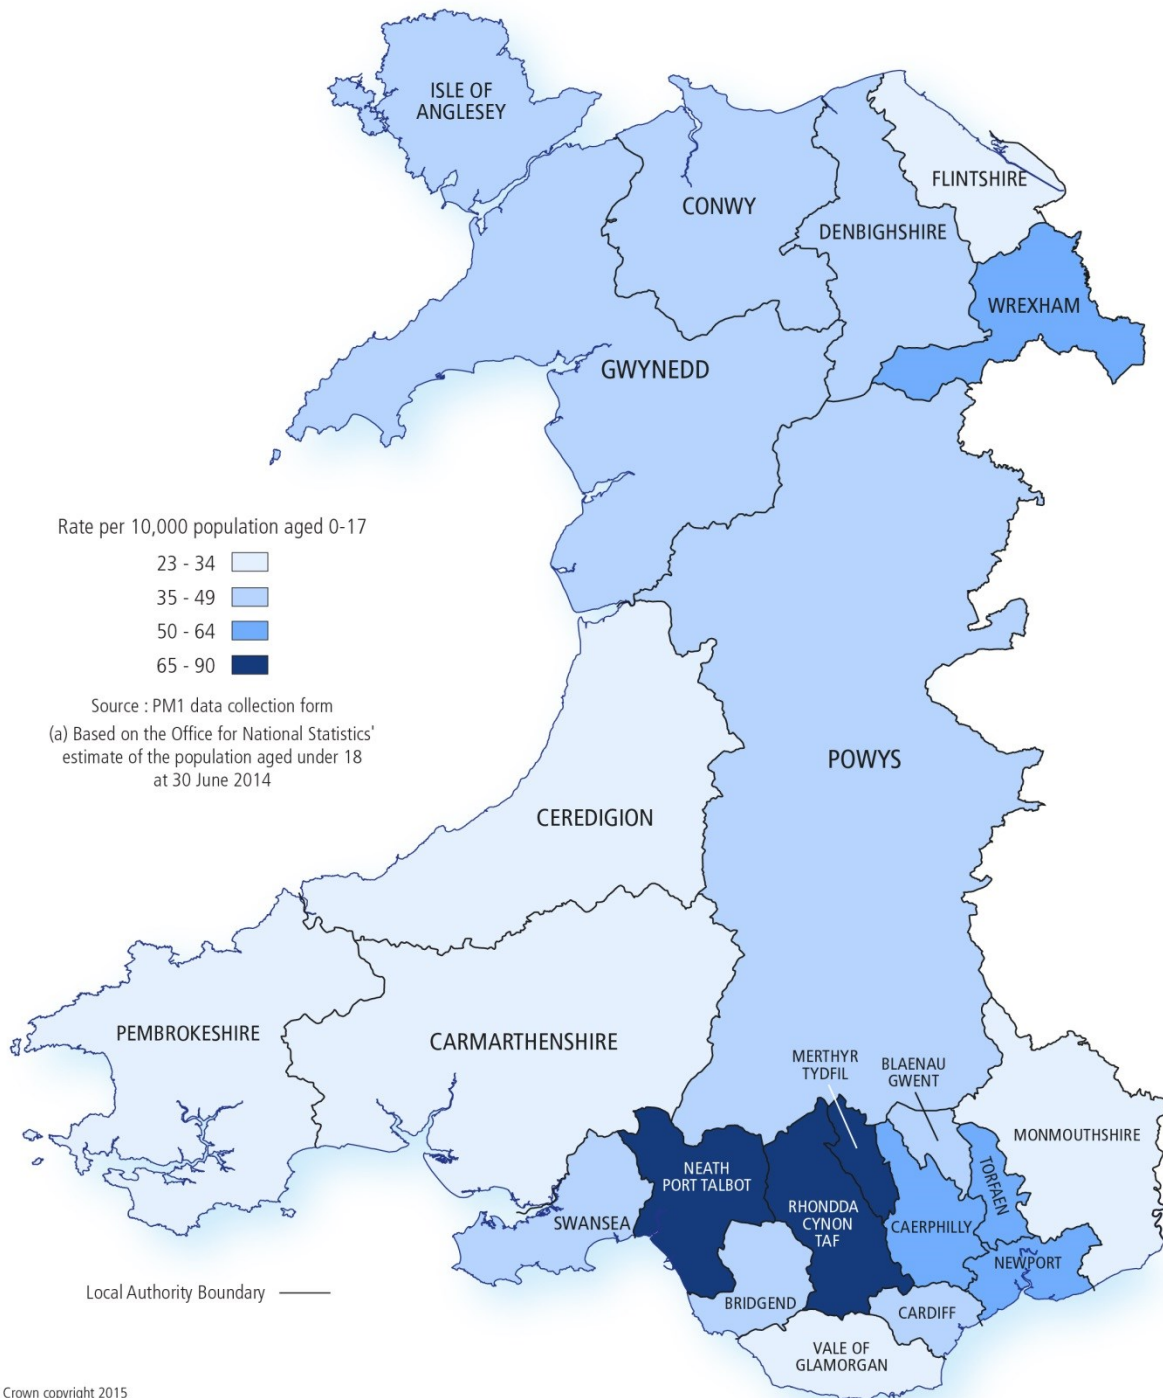 ISLE OF
ANGLESEY
FLINTSHIRE
CONWY
DENBIGHSHIRE
WREXHAM
GWYNEDD
Rate per 10,000 population aged 0-17
23 - 34
35 - 49
50 - 64
65 - 90
Source : PM1 data collection form
(a) Based on the Office for National Statistics'
estimate of the population aged under 18
at 30 June 2014
POWYS
CEREDIGION
PEMBROKESHIRE
CARMARTHENSHIRE
MERTHYR
TYDFIL
BLAENAU
GWENT
MONMOUTHSHIRE
NEATH
PORT TALBOT
TORFAEN
RHONDDA
CYNON
TAF
SWANSEA
CAERPHILLY
NEWPORT
Local Authority Boundary
BRIDGEND
CARDIFF
VALE OF
GLAMORGAN
Crown copyright 2015